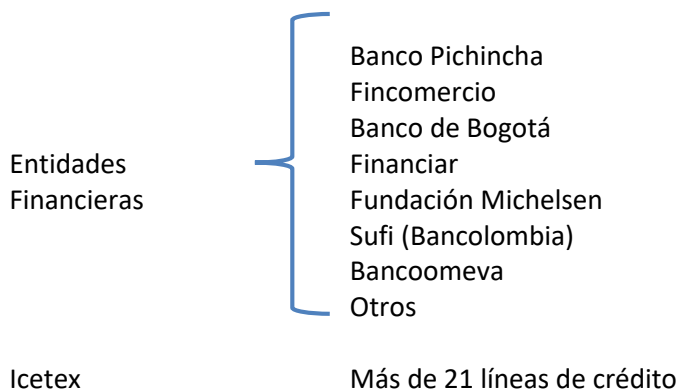 Banco Pichincha
Fincomercio
Banco de Bogotá
Entidades Financiar
Financieras Fundación Michelsen
Sufi (Bancolombia)
Bancoomeva
Otros
Icetex Más de 21 líneas de crédito